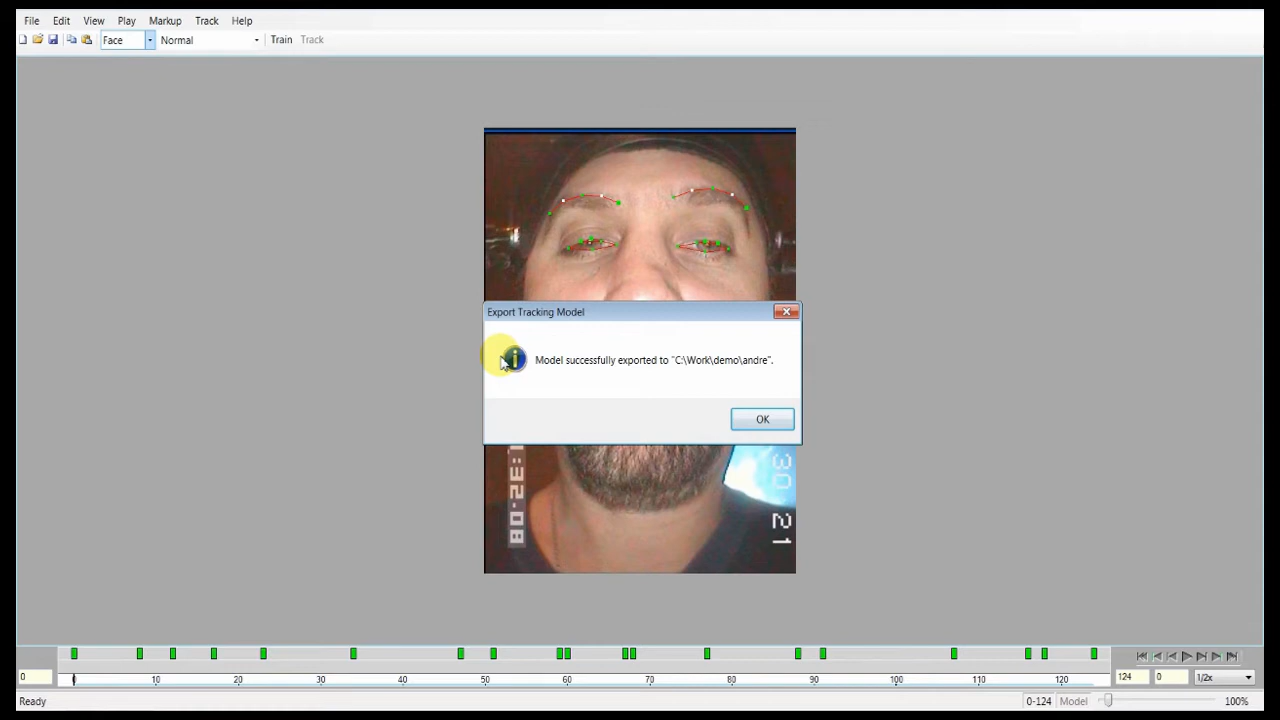 File Edit View Play Markup Track Help
Face Normal Train Track
Export Tracking Model
Model successfully exported to "C:\Work\demo\andre".
OK
30 21
0
0 10 20 30 40 50 60 70 80 90 100 110 120
124 0 1/2x
Ready
0-124 Model 100%